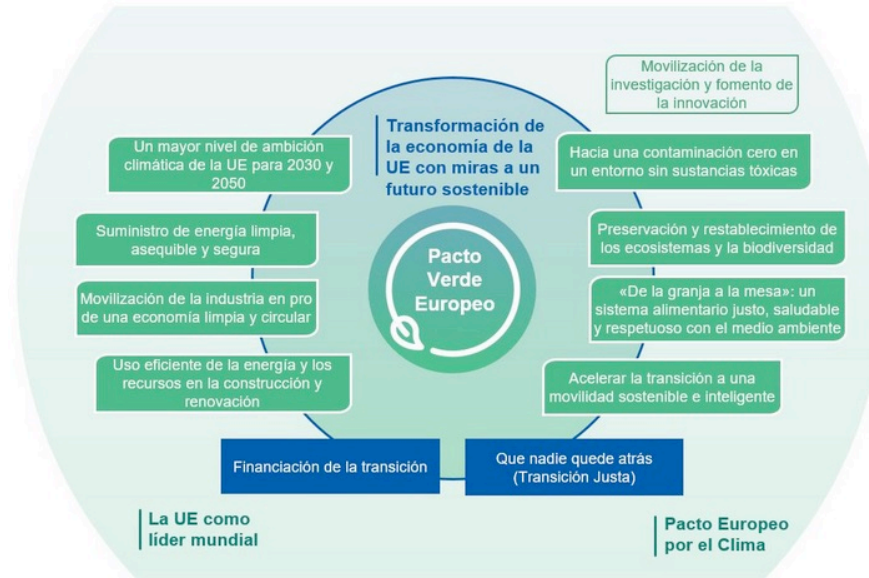 Movilización de la
investigación y fomento de
la innovación
Transformación de
la economía de la
UE con miras a un
futuro sostenible
Un mayor nivel de ambición
climática de la UE para 2030 y
2050
Hacia una contaminación cero en
un entorno sin sustancias tóxicas
Suministro de energía limpia,
asequible y segura
Preservación y restablecimiento de
los ecosistemas y la biodiversidad
Pacto
Verde
Europeo
Movilización de la industria en pro
de una economía limpia y circular
«De la granja a la mesa»: un
sistema alimentario justo, saludable
y respetuoso con el medio ambiente
Uso eficiente de la energía y los
recursos en la construcción y
renovación
Acelerar la transición a una
movilidad sostenible e inteligente
Financiación de la transición
Que nadie quede atrás
(Transición Justa)
La UE como
líder mundial
Pacto Europeo
por el Clima